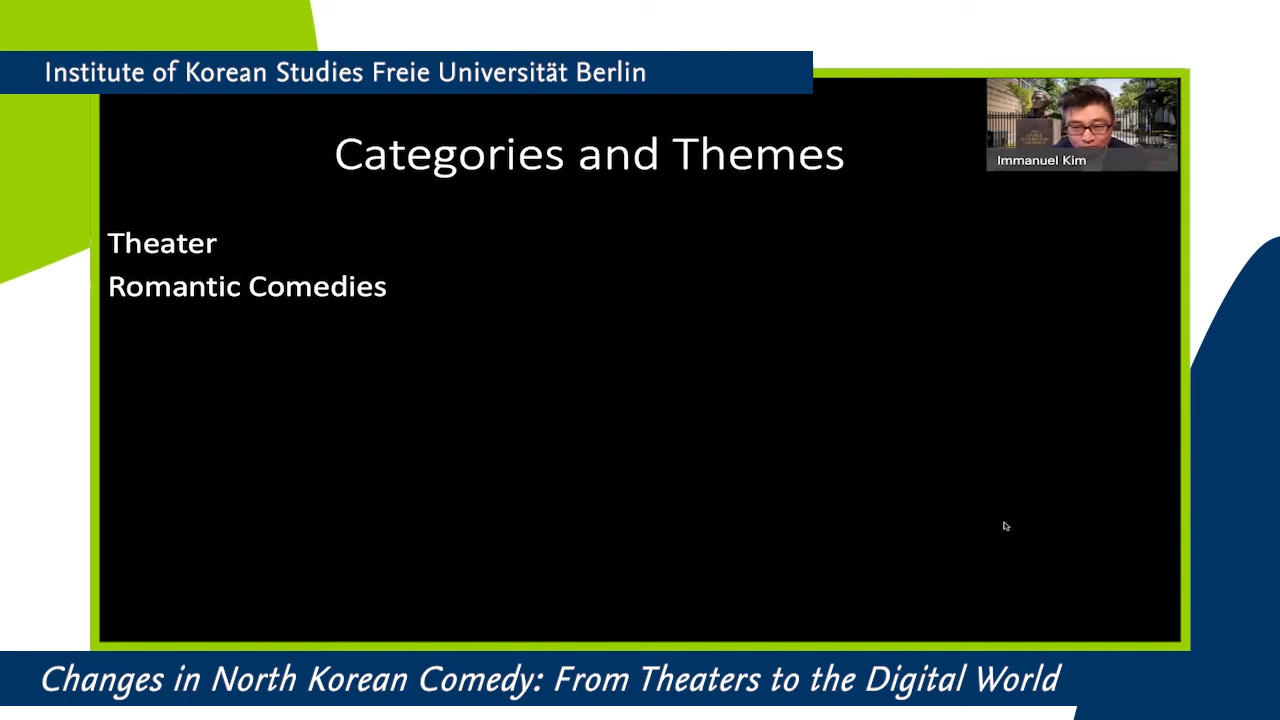 Institute of Korean Studies Freie Universität Berlin
Categories and Themes
Immanuel Kim
Theater
Romantic Comedies
Changes in North Korean Comedy: From Theaters to the Digital World